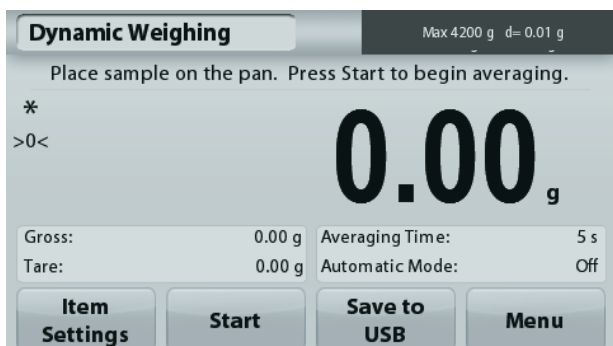 Dynamic Weighing
Max 4200 g d= 0.01 g
Place sample on the pan. Press Start to begin averaging.
*
>0<
0.00 g
Gross: 0.00 g
Tare: 0.00 g
Averaging Time: 5 s
Automatic Mode: Off
Item
Settings
Start
Save to
USB
Menu